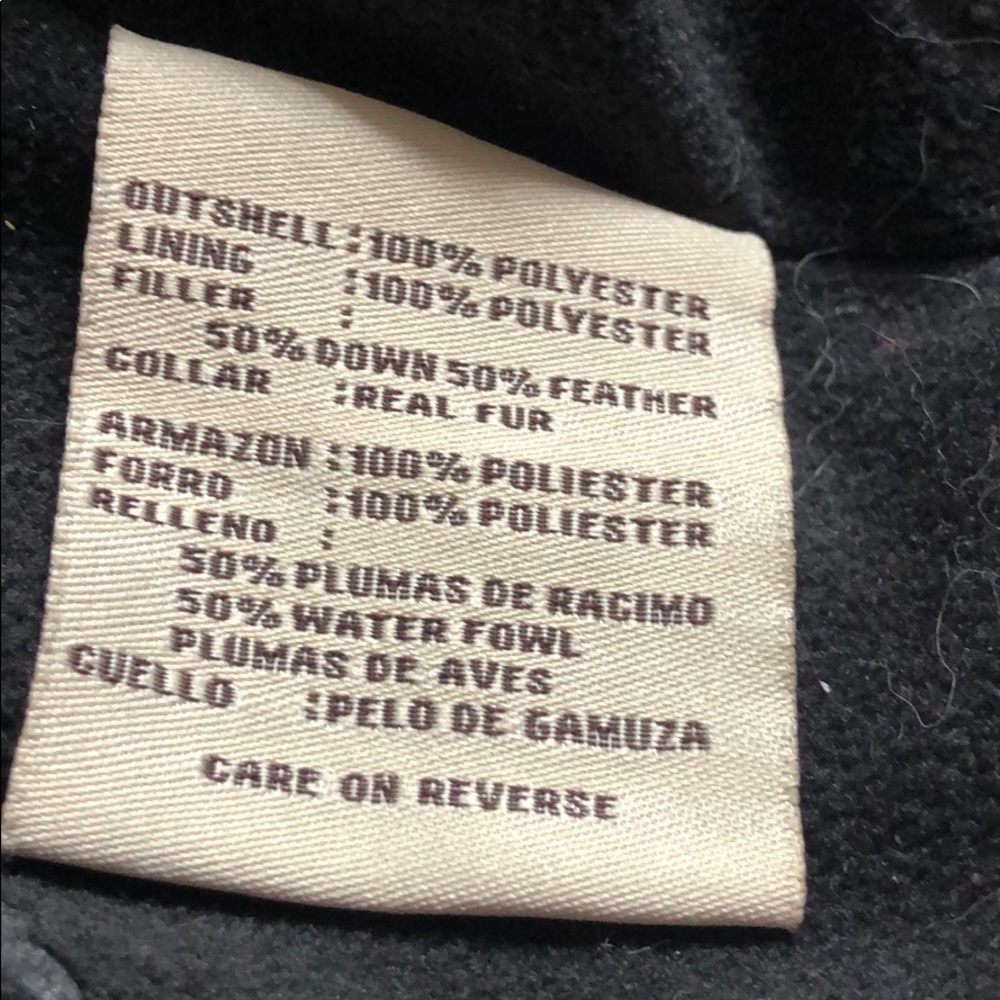 OUTSHELL:100% POLYESTER
LINING :100% POLYESTER
FILLER :
50% DOWN 50% FEATHER
COLLAR :REAL FUR
ARMAZON :100% POLIESTER
FORRO :100% POLIESTER
RELLENO :
50% PLUMAS DE RACIMO
50% WATER FOWL
PLUMAS DE AVES
CUELLO :PELO DE GAMUZA
CARE ON REVERSE